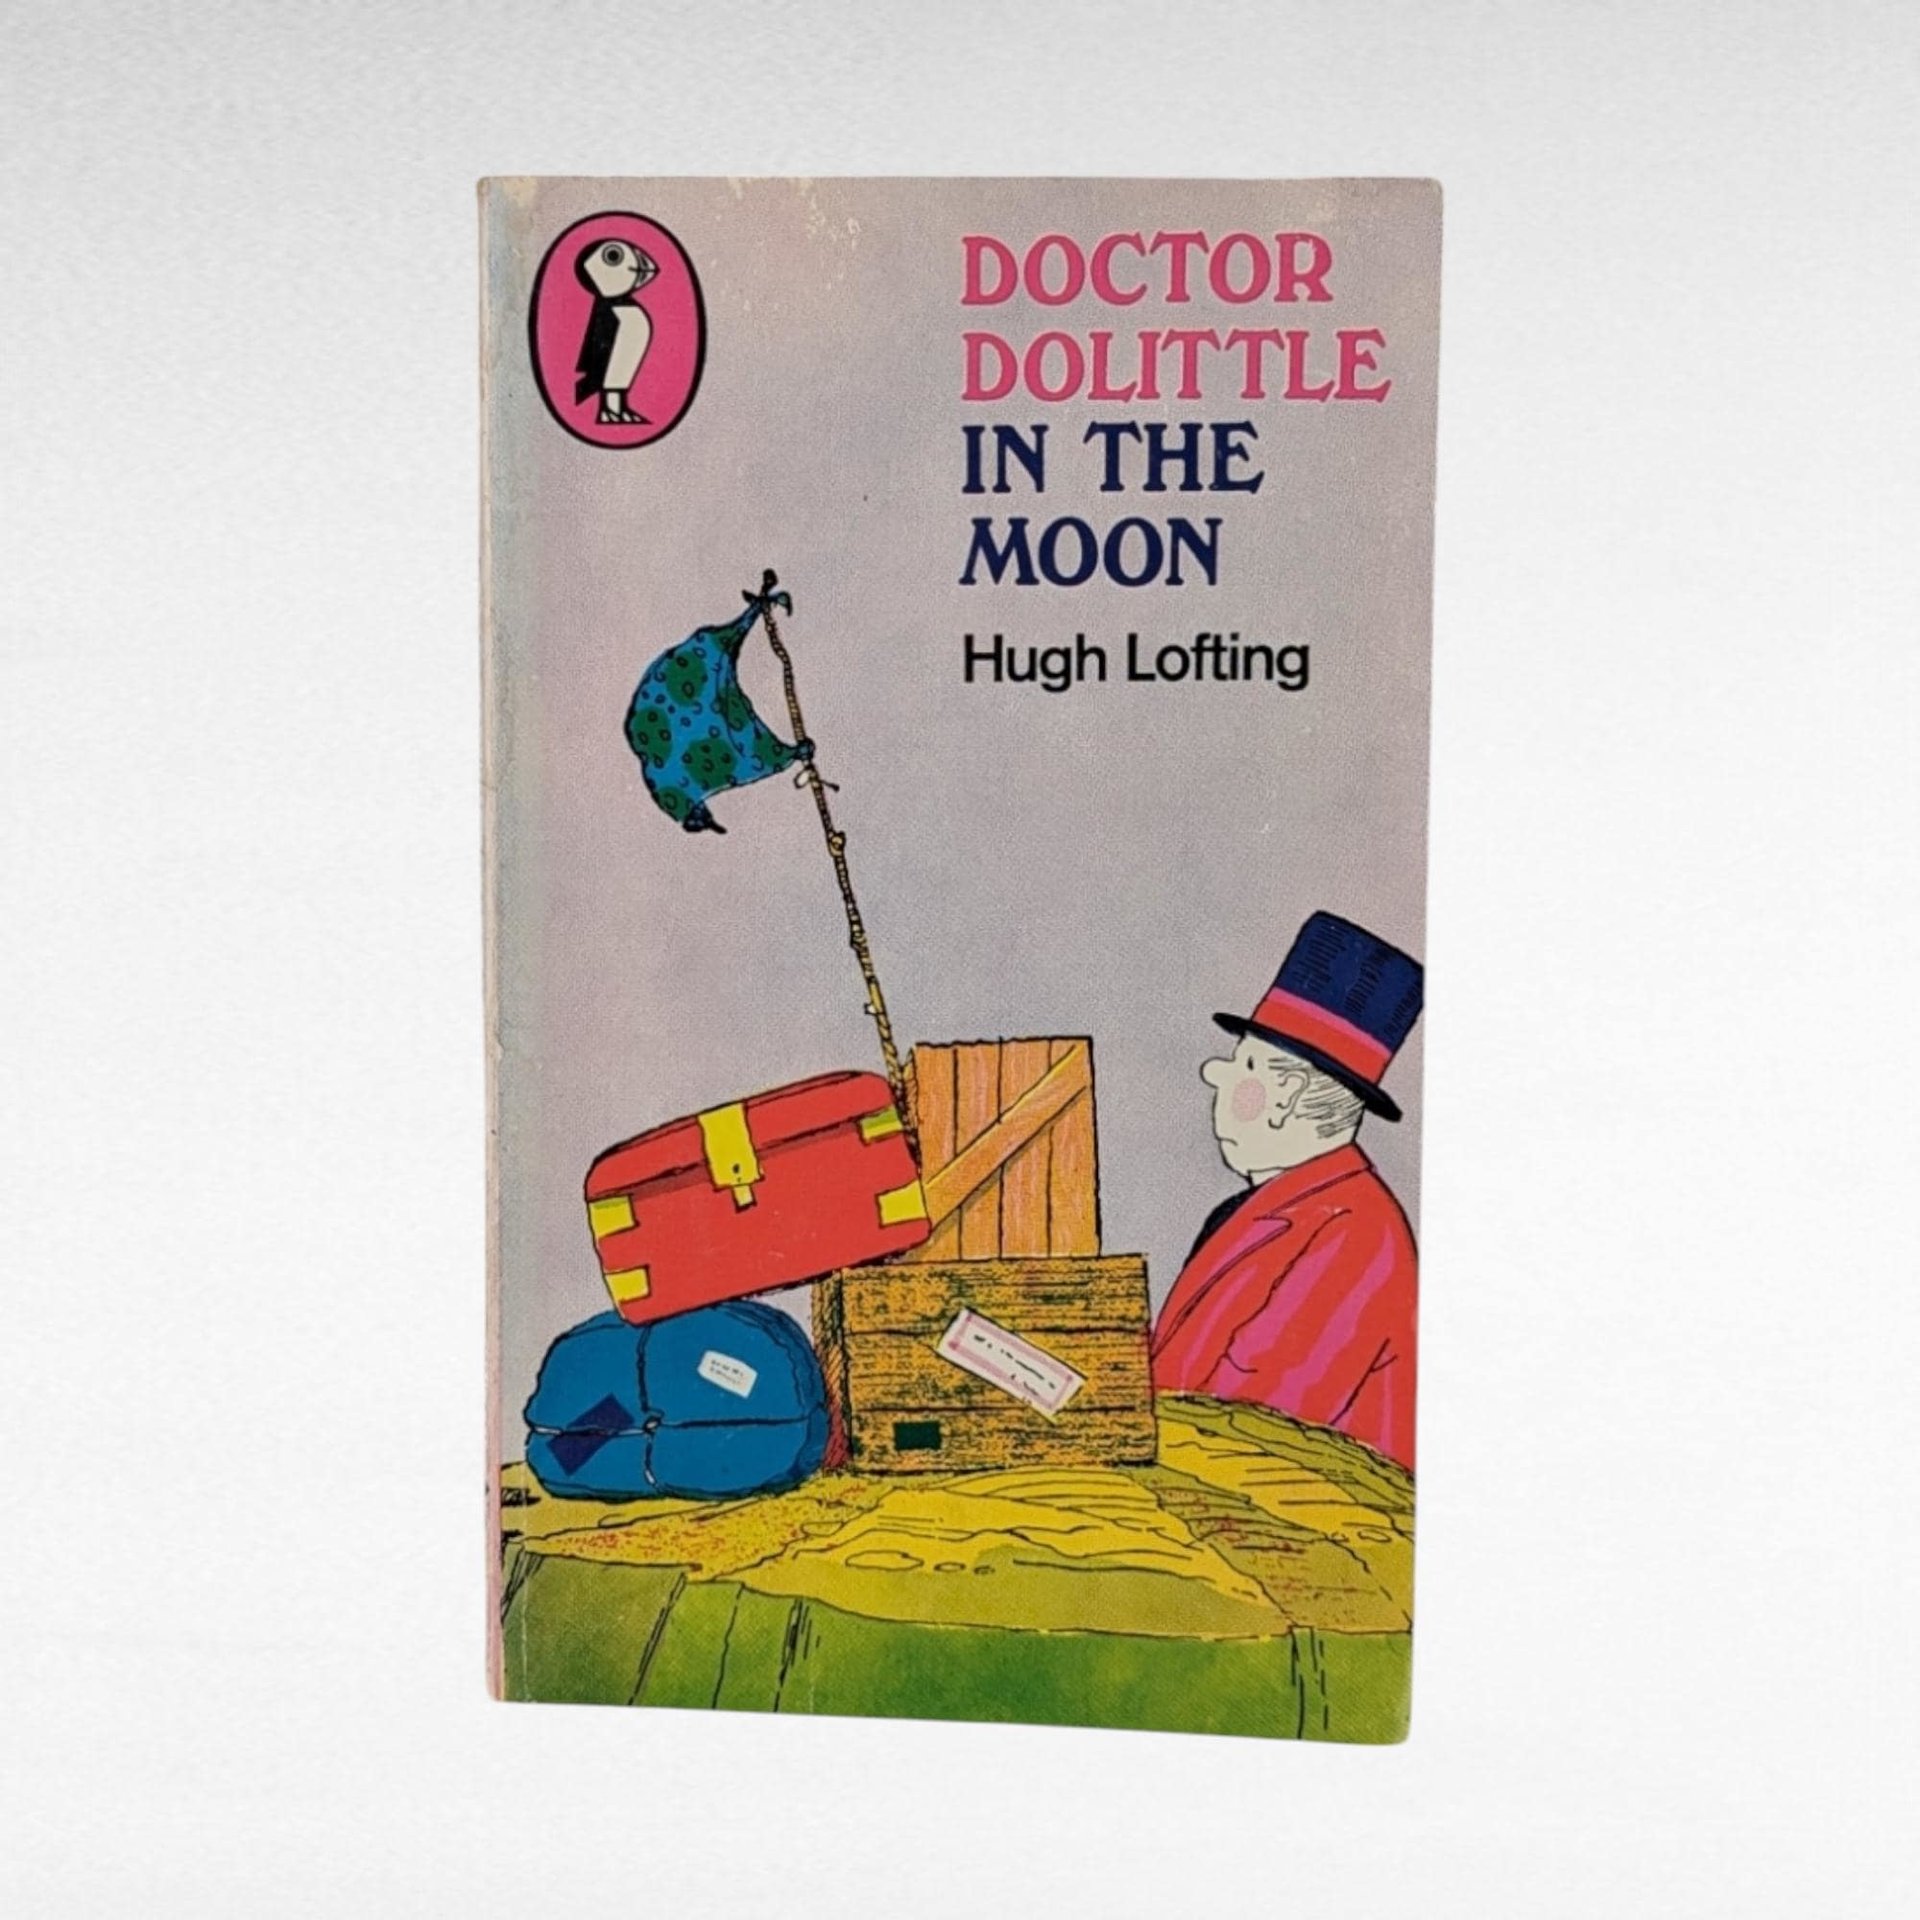 DOCTOR
DOLITTLE
IN THE
MOON
Hugh Lofting